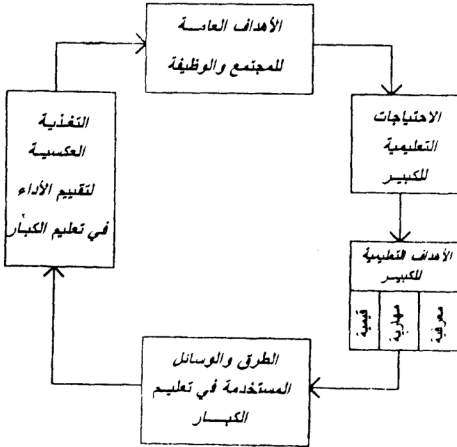 الأهداف العامة
للمجتمع والوظيفة
الاحتياجات
التعليمية
للكبير
الأهداف التعليمية
للكبير
معرفية
مهارية
قيمية
الطرق والوسائل
المستخدمة في تعليم
الكبار
التغذية
العكسية
لتقييم الأداء
في تعليم الكبار